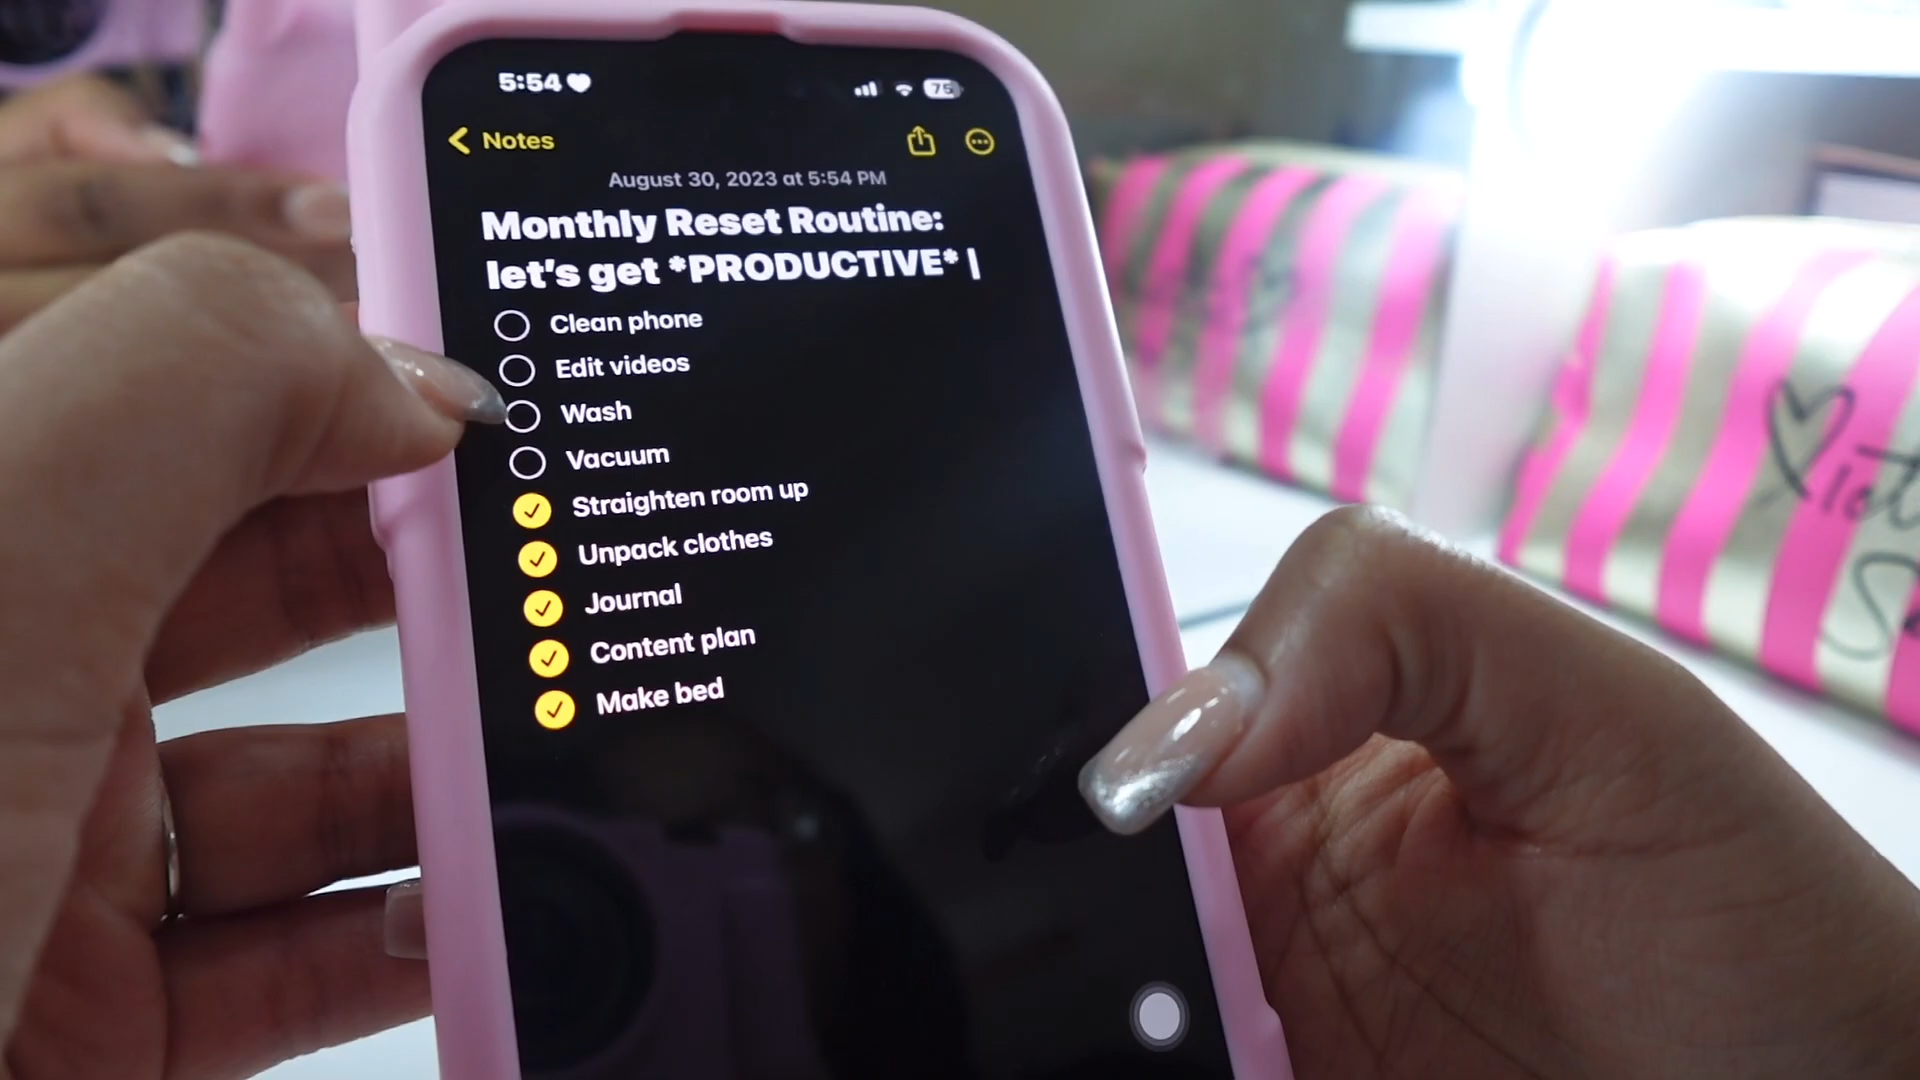 5:54
75
Notes
August 30, 2023 at 5:54 PM
Monthly Reset Routine:
let's get *PRODUCTIVE* |
Clean phone
Edit videos
Wash
Vacuum
Straighten room up
Unpack clothes
Journal
Content plan
Make bed